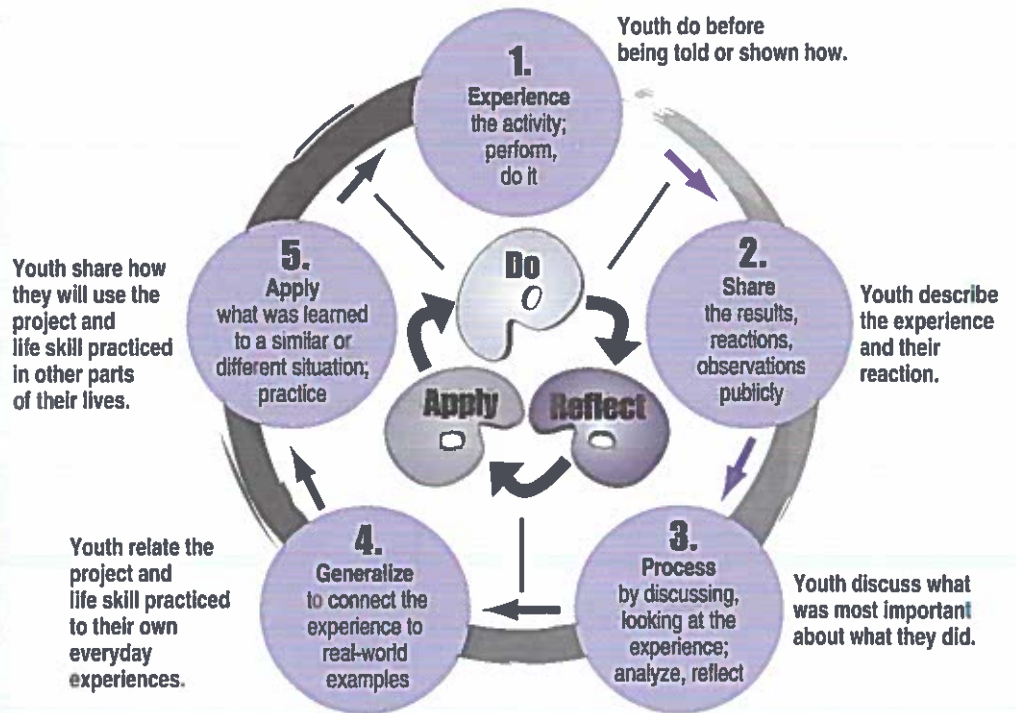 Youth do before
being told or shown how.
1.
Experience
the activity;
perform,
do it
2.
Share
the results,
reactions,
observations
publicly
Youth describe
the experience
and their
reaction.
3.
Process
by discussing,
looking at the
experience;
analyze, reflect
Youth discuss what
was most important
about what they did.
4.
Generalize
to connect the
experience to
real-world
examples
Youth relate the
project and
life skill practiced
to their own
everyday
experiences.
5.
Apply
what was learned
to a similar or
different situation;
practice
Youth share how
they will use the
project and
life skill practiced
in other parts
of their lives.
Do
Reflect
Apply